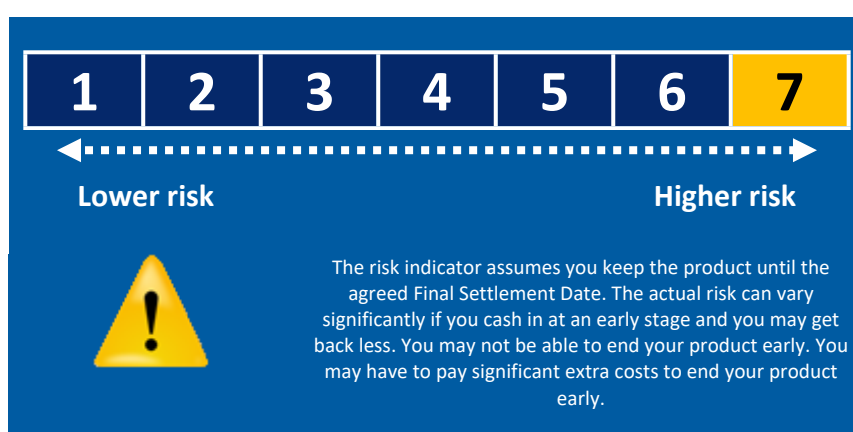 1 2 3 4 5 6 7
Lower risk Higher risk
The risk indicator assumes you keep the product until the
agreed Final Settlement Date. The actual risk can vary
significantly if you cash in at an early stage and you may get
back less. You may not be able to end your product early. You
may have to pay significant extra costs to end your product
early.